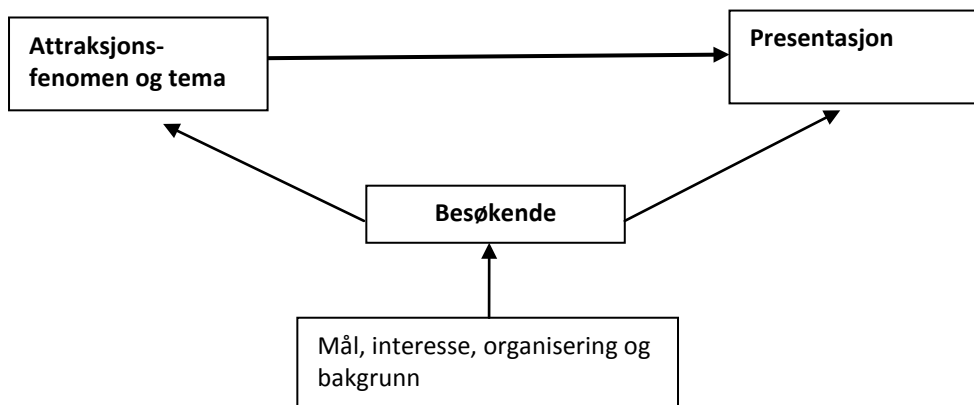 Attraksjons-
fenomen og tema
Presentasjon
Besøkende
Mål, interesse, organisering og
bakgrunn